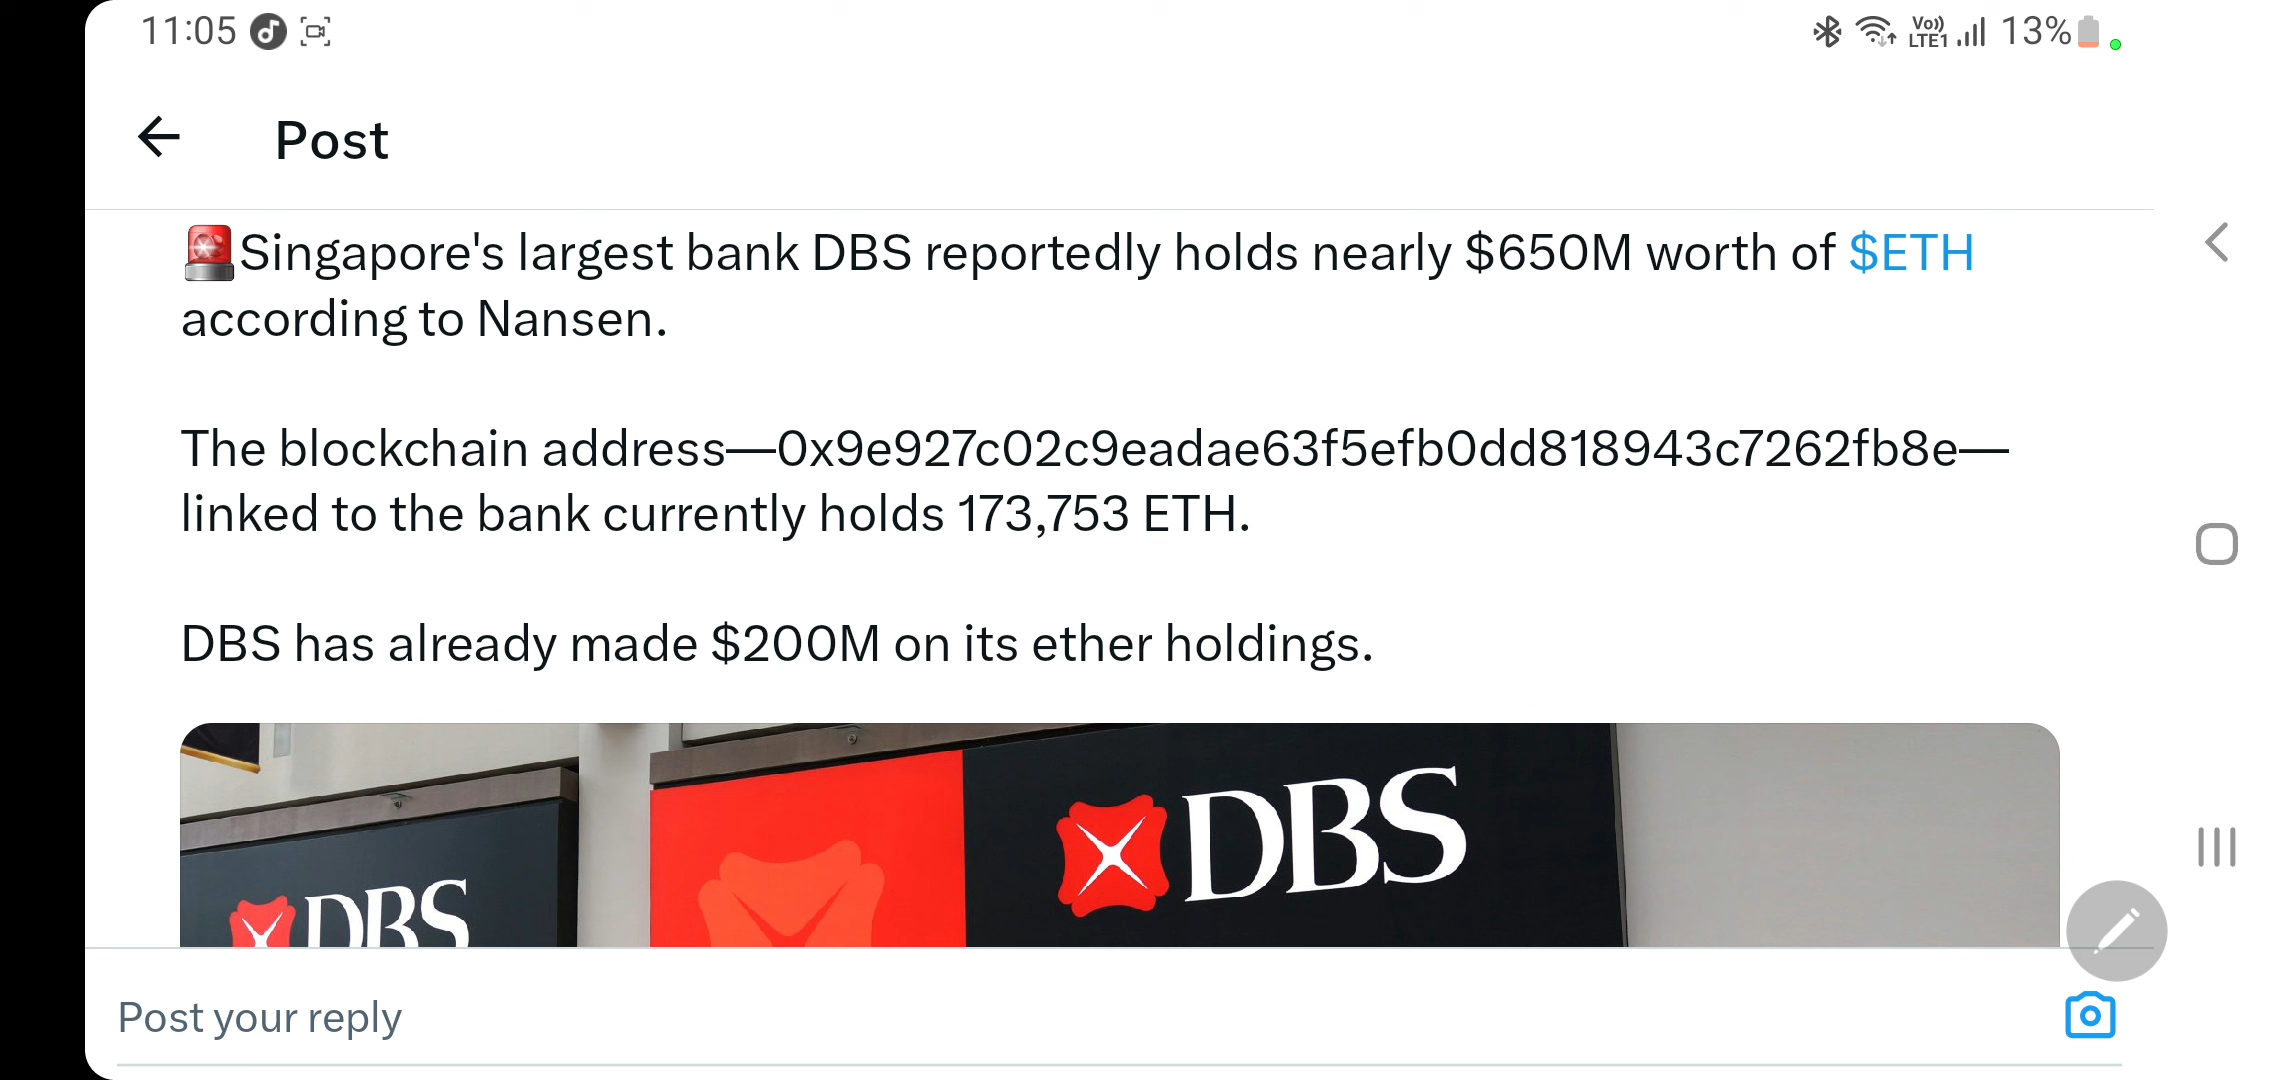 11:05
Vo)) LTE1 13%
Post
🚨Singapore's largest bank DBS reportedly holds nearly $650M worth of $ETH
according to Nansen.
The blockchain address—0x9e927c02c9eadae63f5efb0dd818943c7262fb8e—
linked to the bank currently holds 173,753 ETH.
DBS has already made $200M on its ether holdings.
DBS
DBS
Post your reply